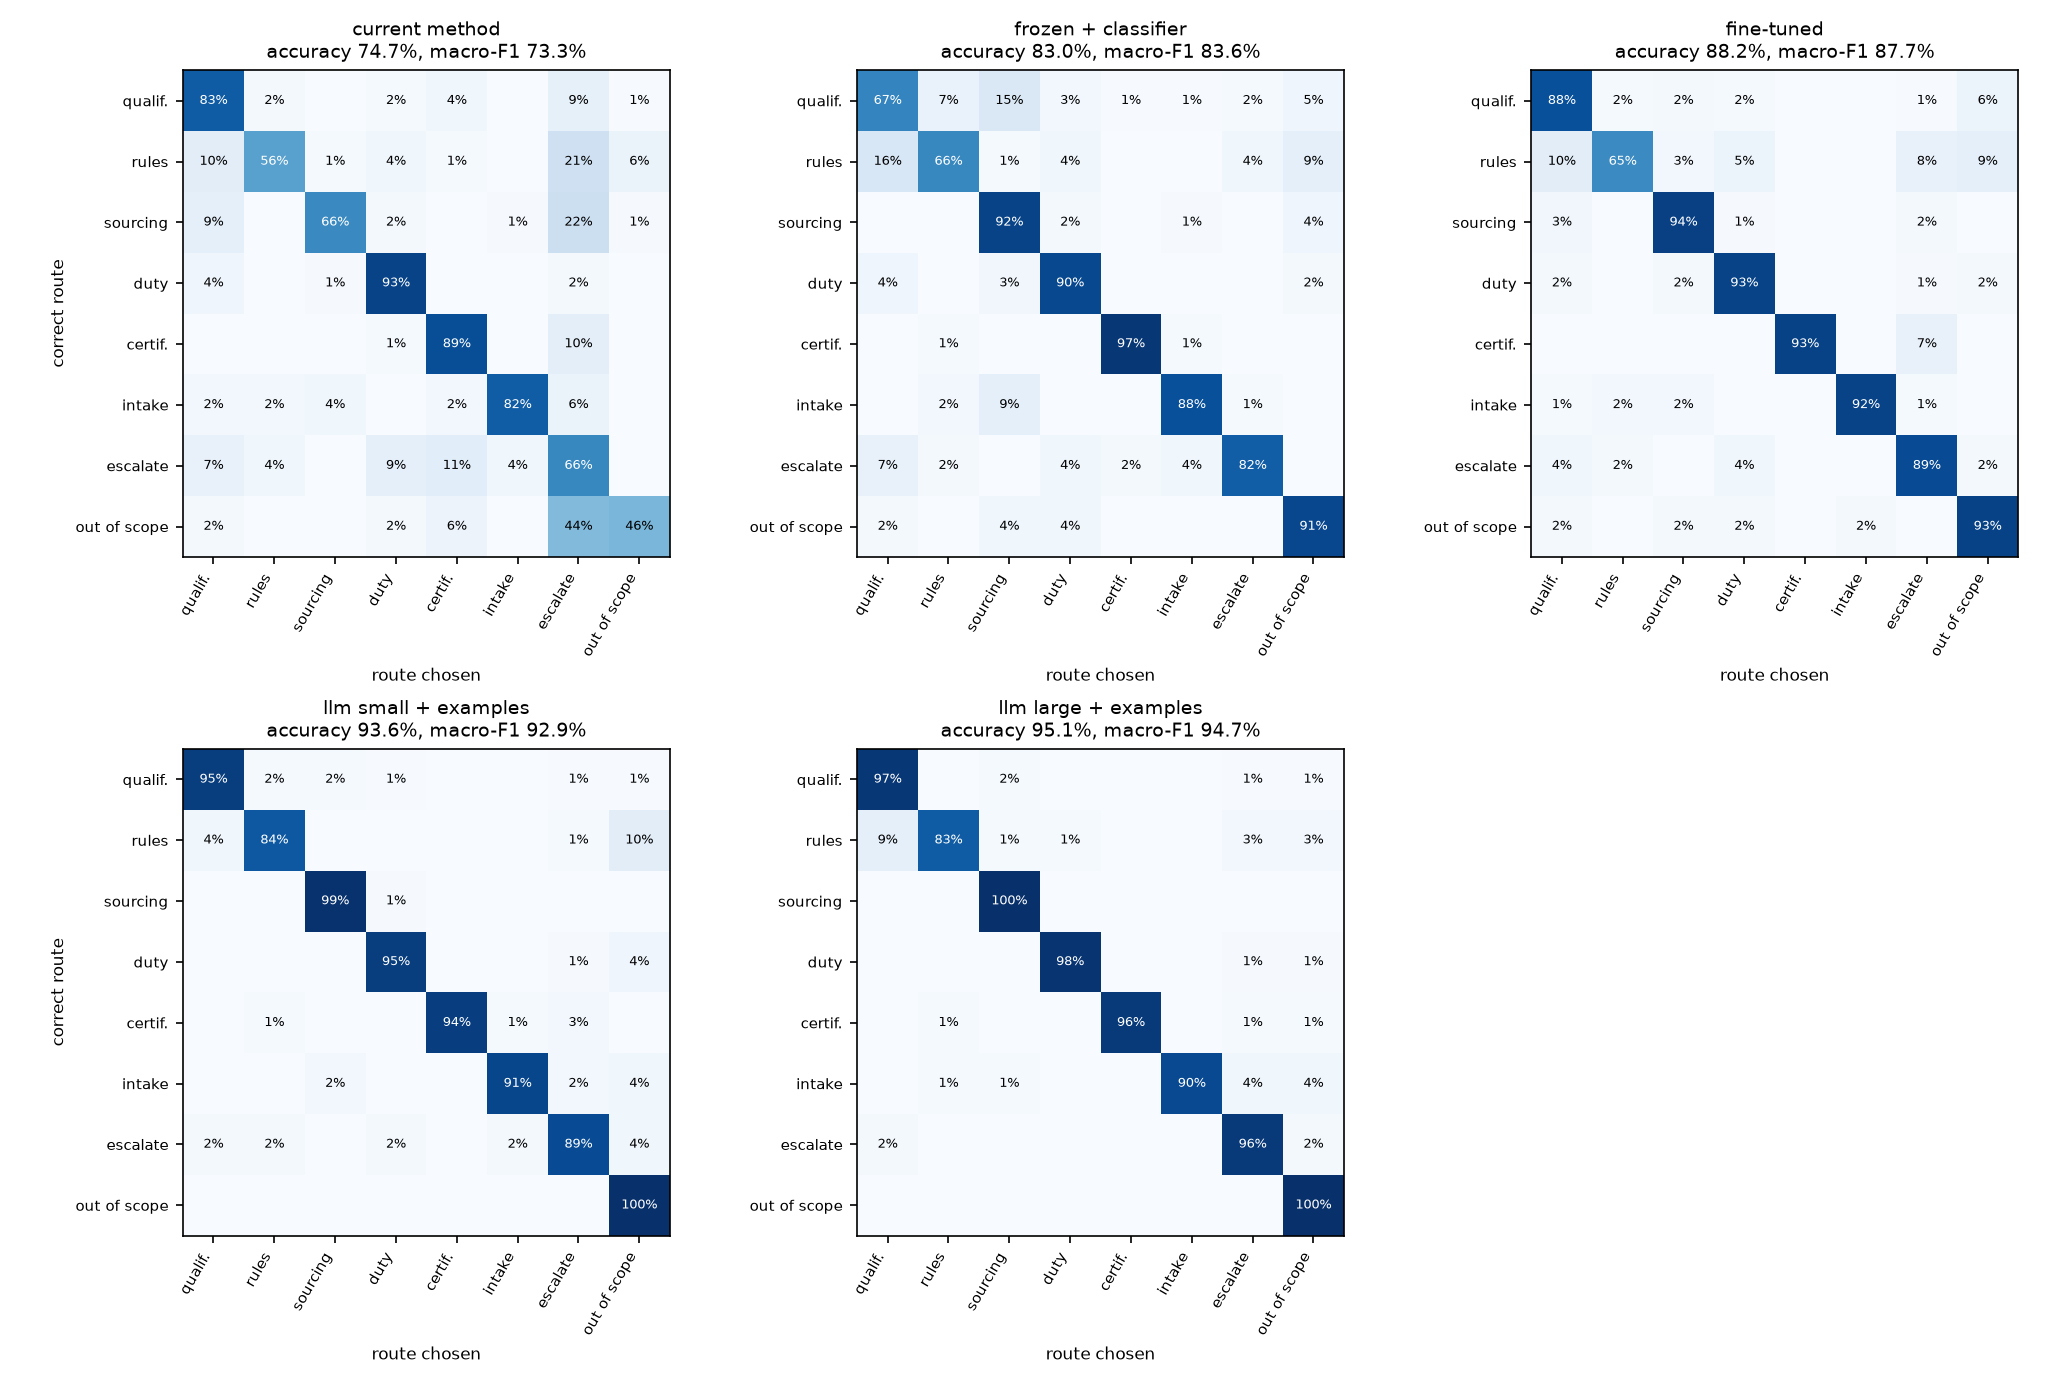 current method
accuracy 74.7%, macro-F1 73.3%
correct route
qualif. 83% 2% 2% 4% 9% 1%
rules 10% 56% 1% 4% 1% 21% 6%
sourcing 9% 66% 2% 1% 22% 1%
duty 4% 1% 93% 2%
certif. 1% 89% 10%
intake 2% 2% 4% 2% 82% 6%
escalate 7% 4% 9% 11% 4% 66%
out of scope 2% 2% 6% 44% 46%
qualif. rules sourcing duty certif. intake escalate out of scope
route chosen
frozen + classifier
accuracy 83.0%, macro-F1 83.6%
qualif. 67% 7% 15% 3% 1% 1% 2% 5%
rules 16% 66% 1% 4% 4% 9%
sourcing 92% 2% 1% 4%
duty 4% 3% 90% 2%
certif. 1% 97% 1%
intake 2% 9% 88% 1%
escalate 7% 2% 4% 2% 4% 82%
out of scope 2% 4% 4% 91%
qualif. rules sourcing duty certif. intake escalate out of scope
route chosen
fine-tuned
accuracy 88.2%, macro-F1 87.7%
qualif. 88% 2% 2% 2% 1% 6%
rules 10% 65% 3% 5% 8% 9%
sourcing 3% 94% 1% 2%
duty 2% 2% 93% 1% 2%
certif. 93% 7%
intake 1% 2% 2% 92% 1%
escalate 4% 2% 4% 89% 2%
out of scope 2% 2% 2% 2% 93%
qualif. rules sourcing duty certif. intake escalate out of scope
route chosen
llm small + examples
accuracy 93.6%, macro-F1 92.9%
correct route
qualif. 95% 2% 2% 1% 1% 1%
rules 4% 84% 1% 10%
sourcing 99% 1%
duty 95% 1% 4%
certif. 1% 94% 1% 3%
intake 2% 91% 2% 4%
escalate 2% 2% 2% 2% 89% 4%
out of scope 100%
qualif. rules sourcing duty certif. intake escalate out of scope
route chosen
llm large + examples
accuracy 95.1%, macro-F1 94.7%
qualif. 97% 2% 1% 1%
rules 9% 83% 1% 1% 3% 3%
sourcing 100%
duty 98% 1% 1%
certif. 1% 96% 1% 1%
intake 1% 1% 90% 4% 4%
escalate 2% 96% 2%
out of scope 100%
qualif. rules sourcing duty certif. intake escalate out of scope
route chosen